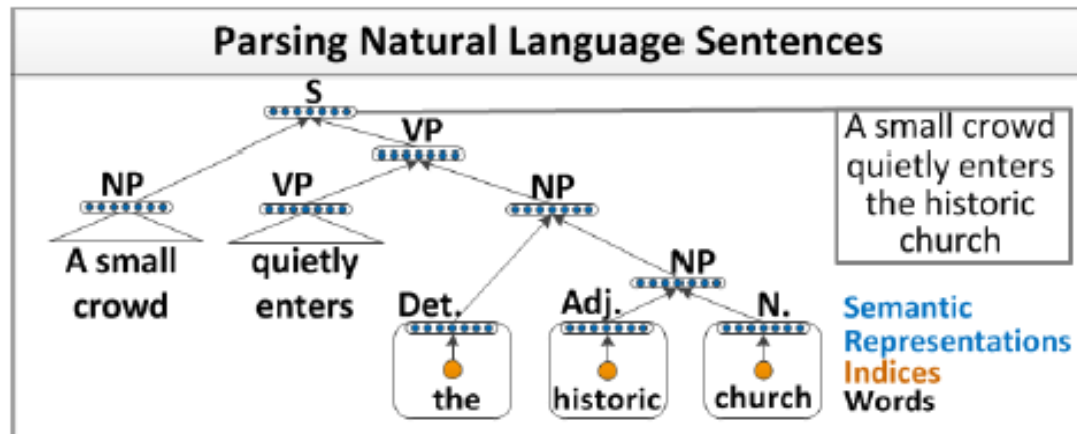 Parsing Natural Language Sentences
S
VP
NP
VP
NP
NP
A small
crowd
quietly
enters
Det.
Adj.
N.
the
historic
church
A small crowd
quietly enters
the historic
church
Semantic
Representations
Indices
Words